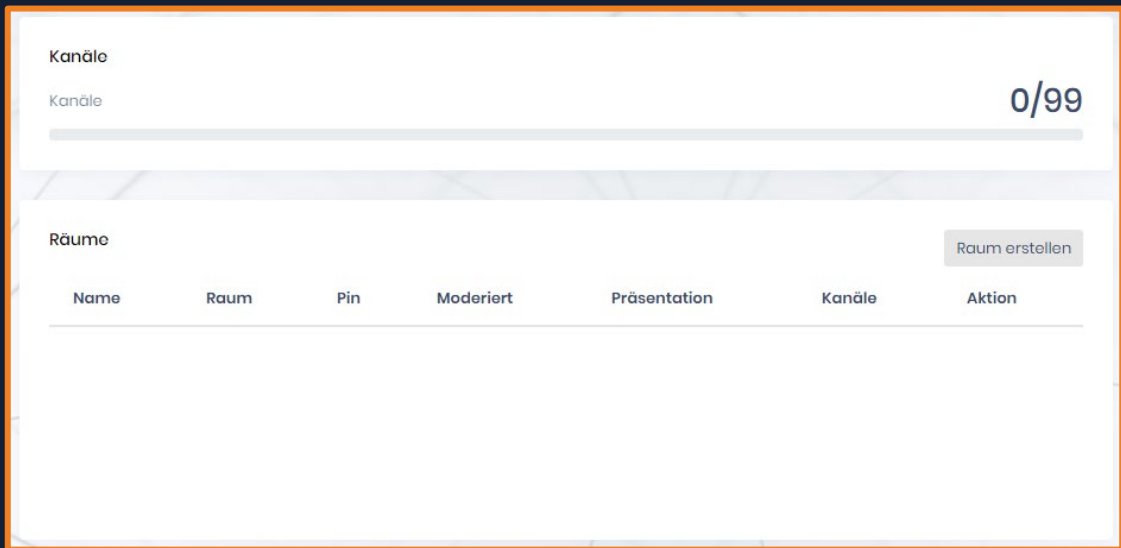 Kanäle
Kanäle 0/99
Räume
Raum erstellen
Name Raum Pin Moderiert Präsentation Kanäle Aktion